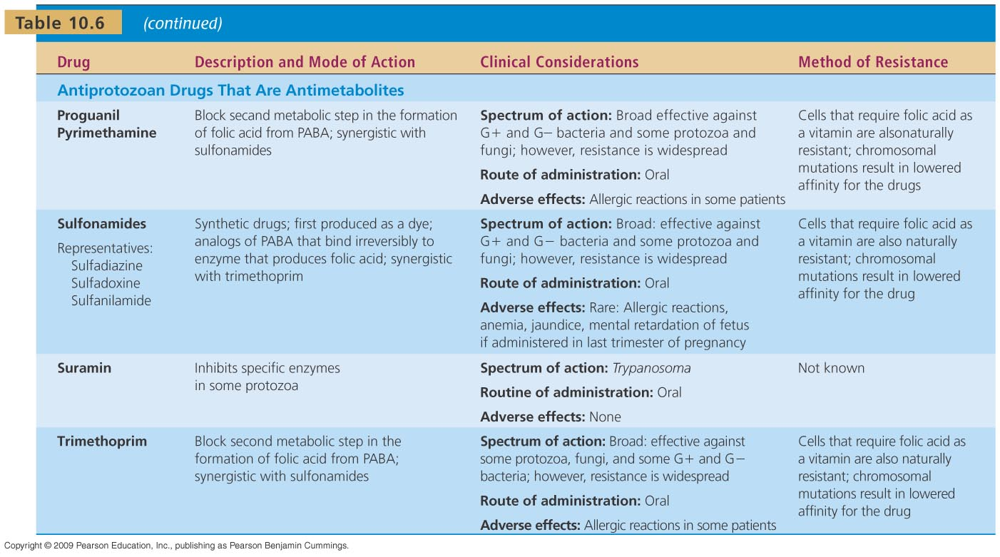 Table 10.6
(continued)
Drug
Description and Mode of Action
Clinical Considerations
Method of Resistance
Antiprotozoan Drugs That Are Antimetabolites
Proguanil
Pyrimethamine
Block secand metabolic step in the formation
of folic acid from PABA; synergistic with
sulfonamides
Spectrum of action: Broad effective against
G+ and G− bacteria and some protozoa and
fungi; however, resistance is widespread
Route of administration: Oral
Adverse effects: Allergic reactions in some patients
Cells that require folic acid as
a vitamin are alsonaturally
resistant; chromosomal
mutations result in lowered
affinity for the drugs
Sulfonamides
Representatives:
Sulfadiazine
Sulfadoxine
Sulfanilamide
Synthetic drugs; first produced as a dye;
analogs of PABA that bind irreversibly to
enzyme that produces folic acid; synergistic
with trimethoprim
Spectrum of action: Broad: effective against
G+ and G− bacteria and some protozoa and
fungi; however, resistance is widespread
Route of administration: Oral
Adverse effects: Rare: Allergic reactions,
anemia, jaundice, mental retardation of fetus
if administered in last trimester of pregnancy
Cells that require folic acid as
a vitamin are also naturally
resistant; chromosomal
mutations result in lowered
affinity for the drug
Suramin
Inhibits specific enzymes
in some protozoa
Spectrum of action: Trypanosoma
Routine of administration: Oral
Adverse effects: None
Not known
Trimethoprim
Block second metabolic step in the
formation of folic acid from PABA;
synergistic with sulfonamides
Spectrum of action: Broad: effective against
some protozoa, fungi, and some G+ and G−
bacteria; however, resistance is widespread
Route of administration: Oral
Adverse effects: Allergic reactions in some patients
Cells that require folic acid as
a vitamin are also naturally
resistant; chromosomal
mutations result in lowered
affinity for the drug
Copyright © 2009 Pearson Education, Inc., publishing as Pearson Benjamin Cummings.